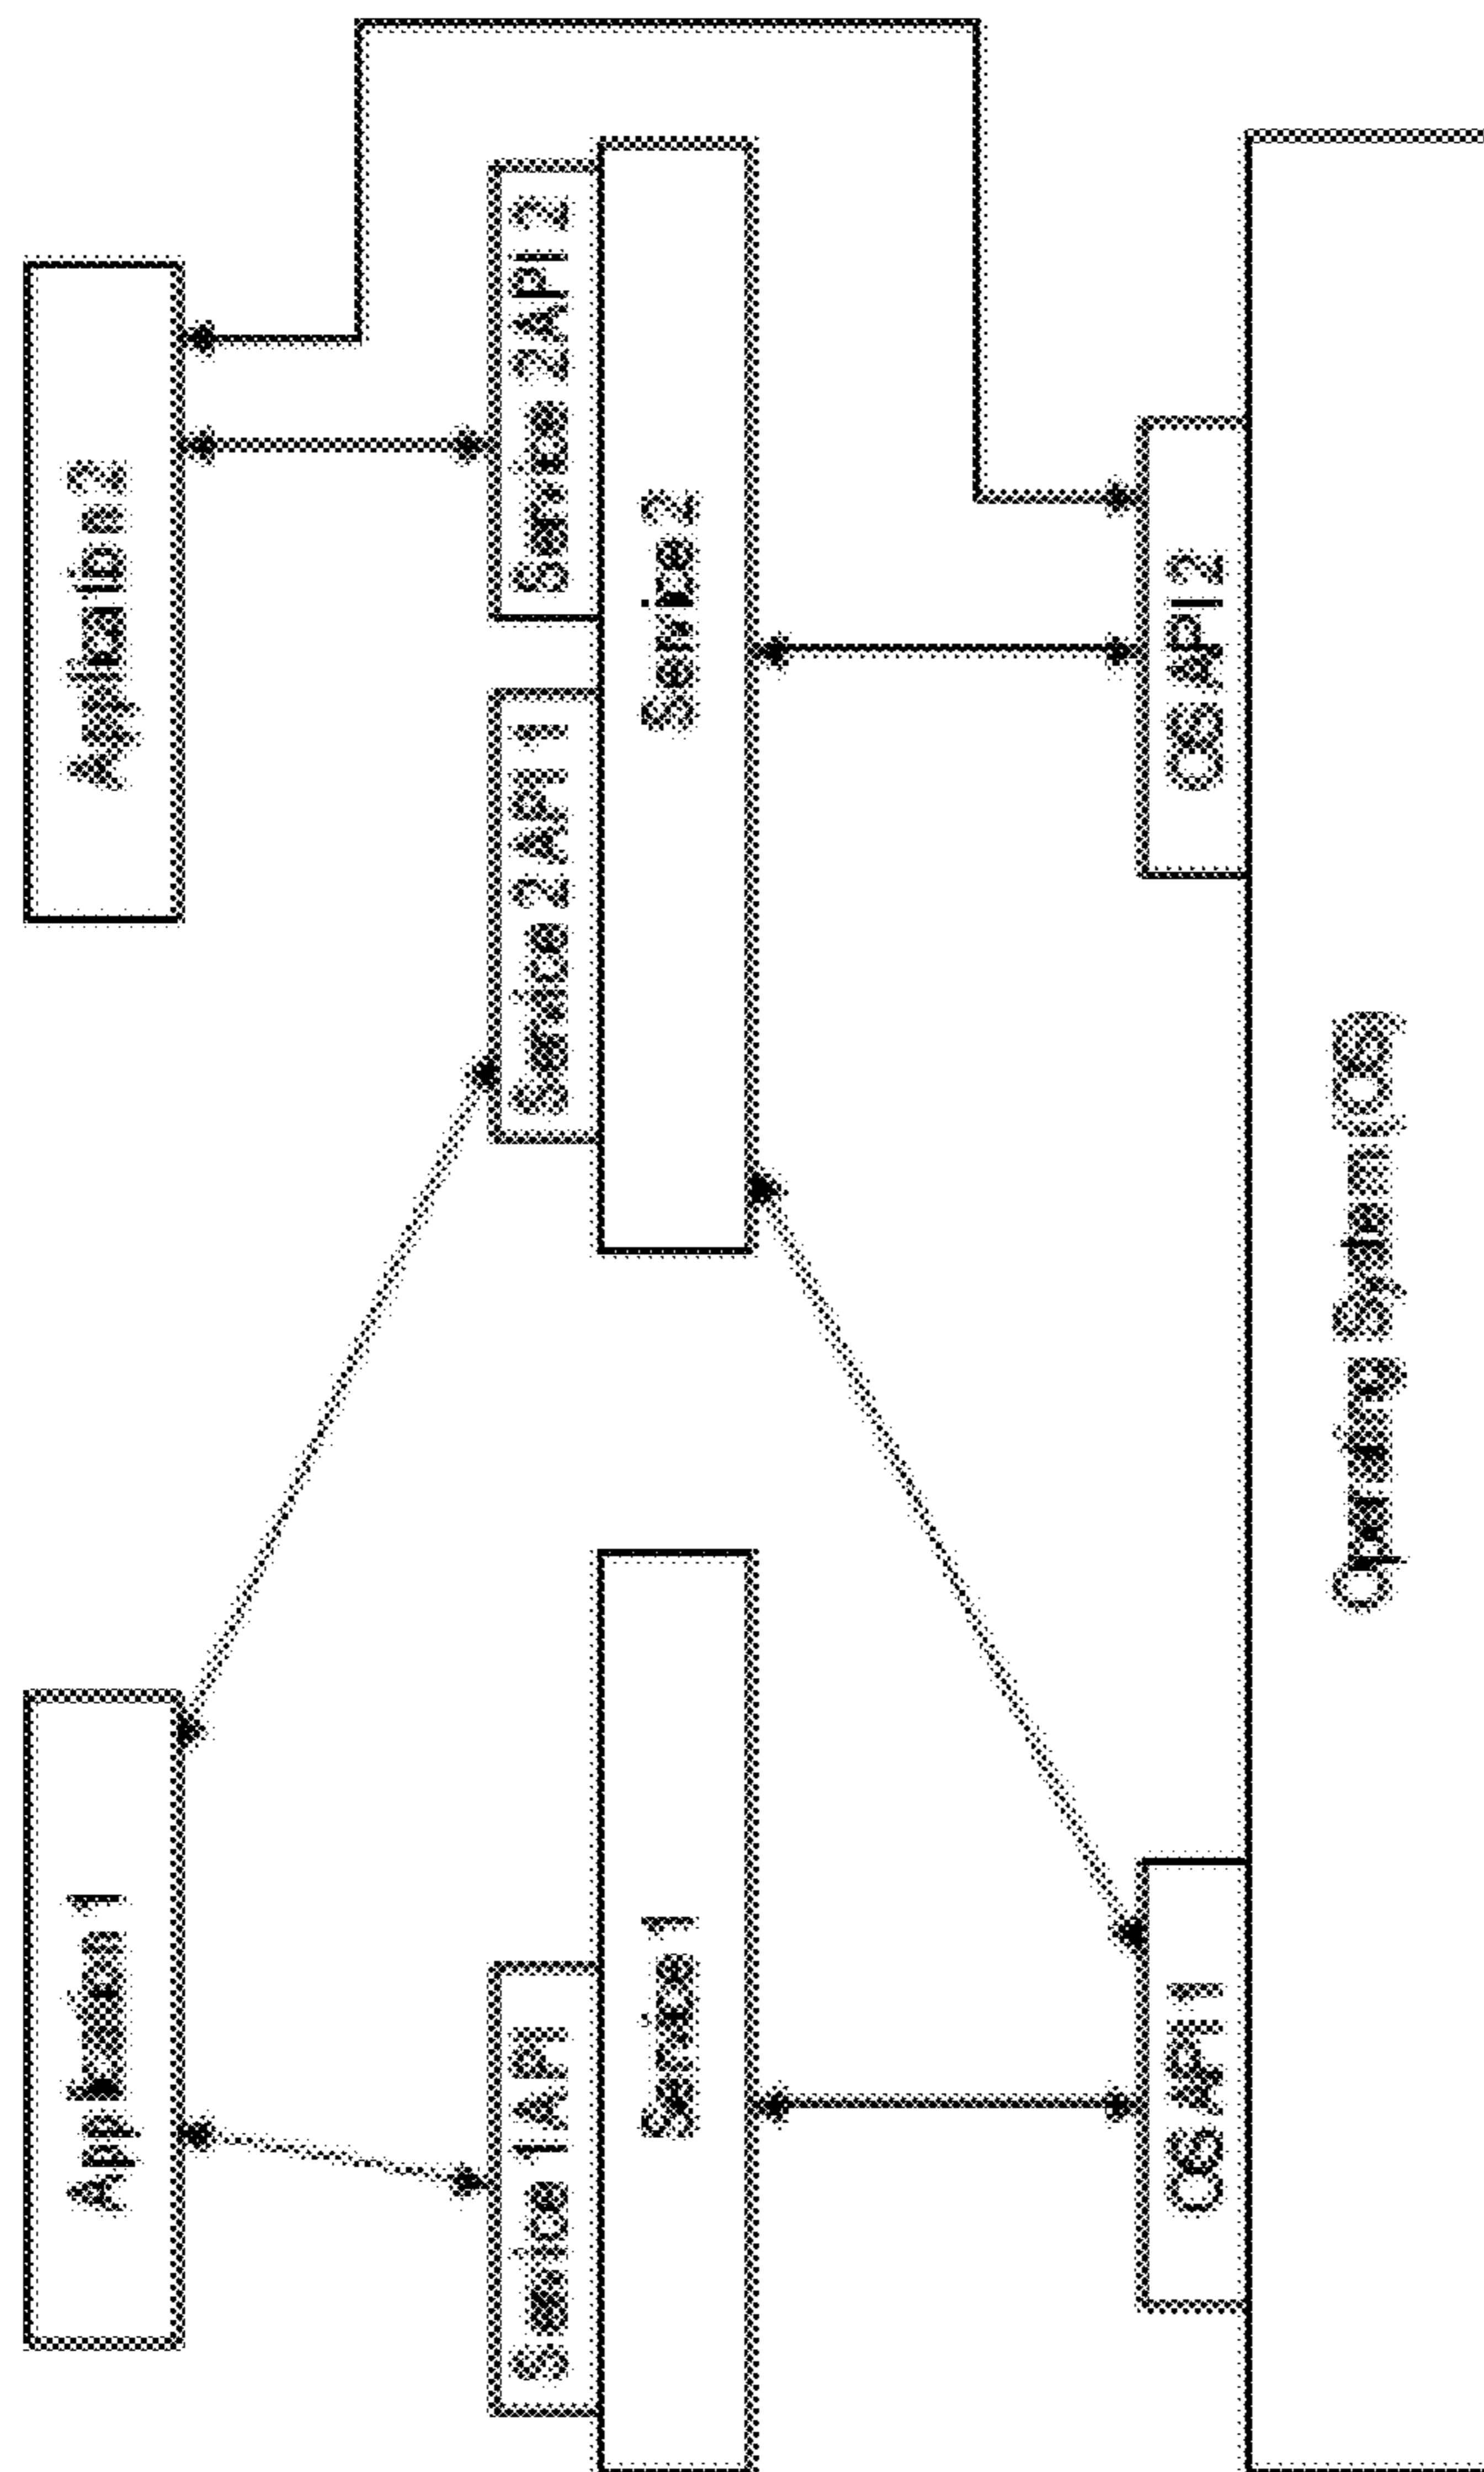 Application 1
Application 2
Service 1 API
Service 2 API 1
Service 2 API 2
Service 1
Service 2
OS API 1
OS API 2
Operating System (OS)